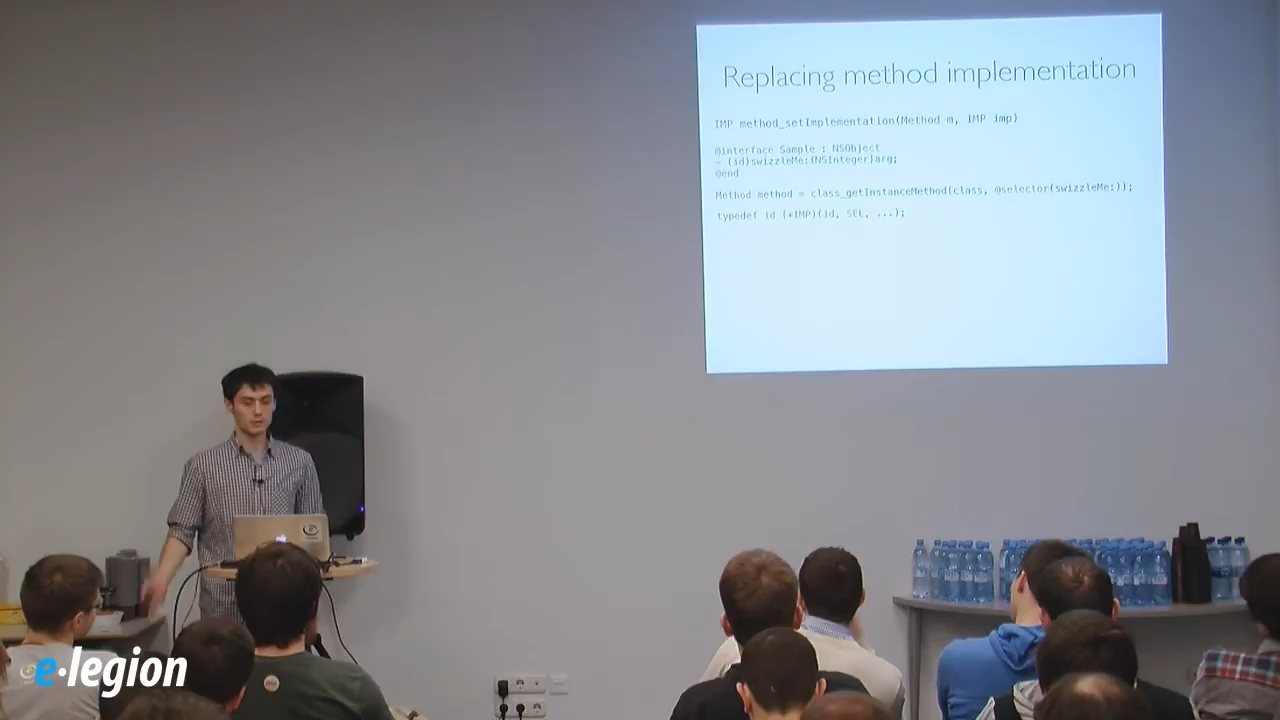 Replacing method implementation
IMP method_setImplementation(Method m, IMP imp)
@interface Sample : NSObject
- (id)swizzleMe:(NSInteger)arg;
@end
Method method = class_getInstanceMethod(class, @selector(swizzleMe:));
typedef id (*IMP)(id, SEL, ...);
e·legion